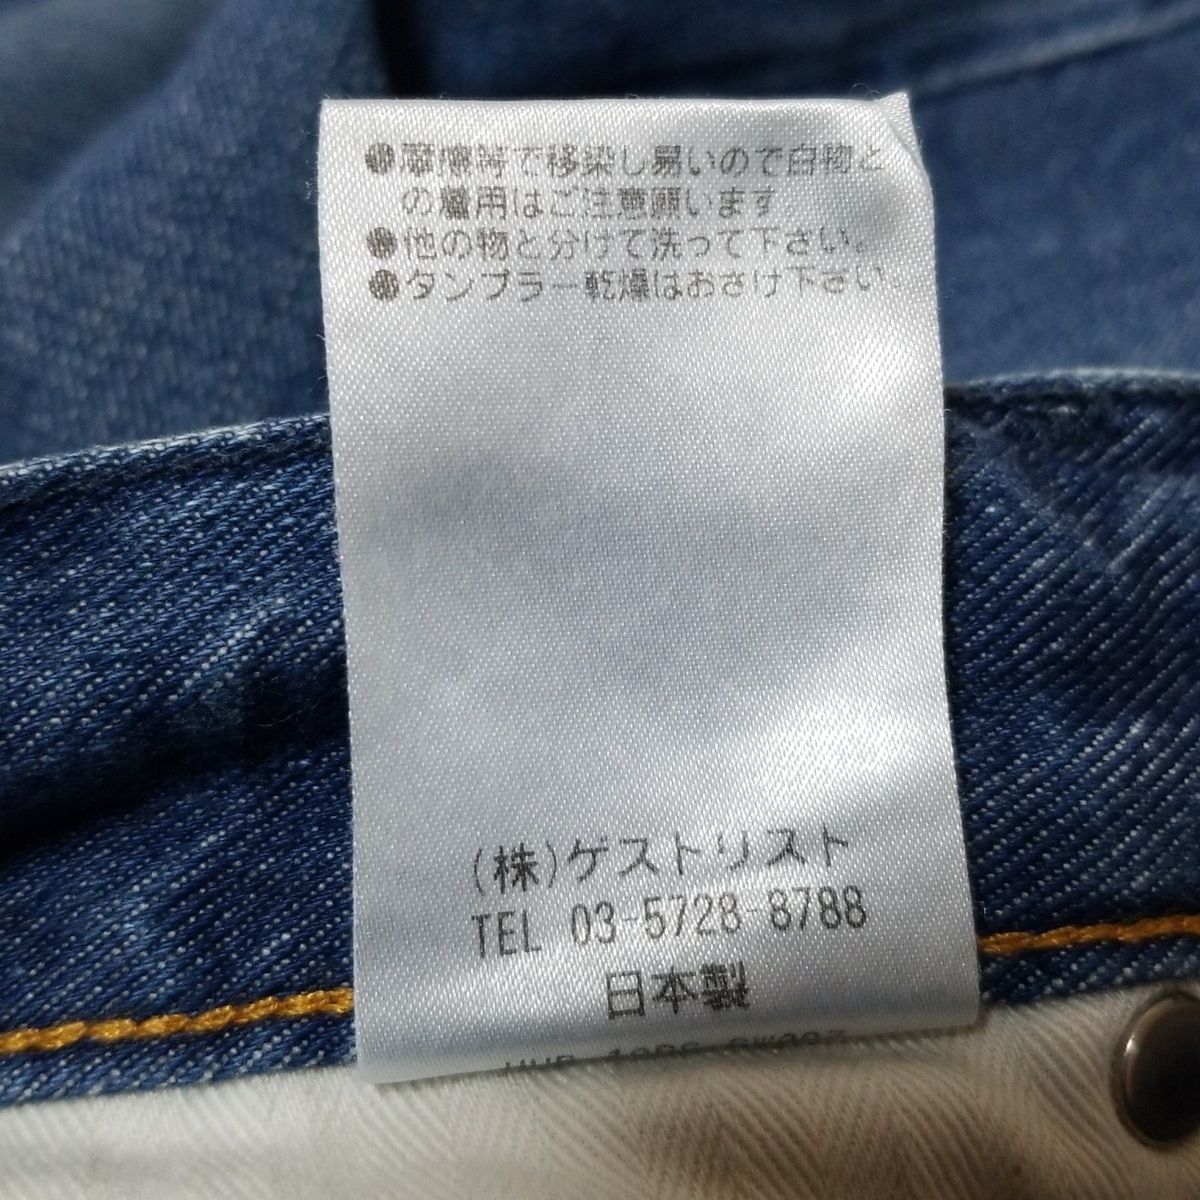 ●摩擦等で移染し易いので白物と
の着用はご注意願います。
●他の物と分けて洗って下さい。
●タンブラー乾燥はおさけ下さい。
(株)ゲストリスト
TEL 03-5728-8788
日本製